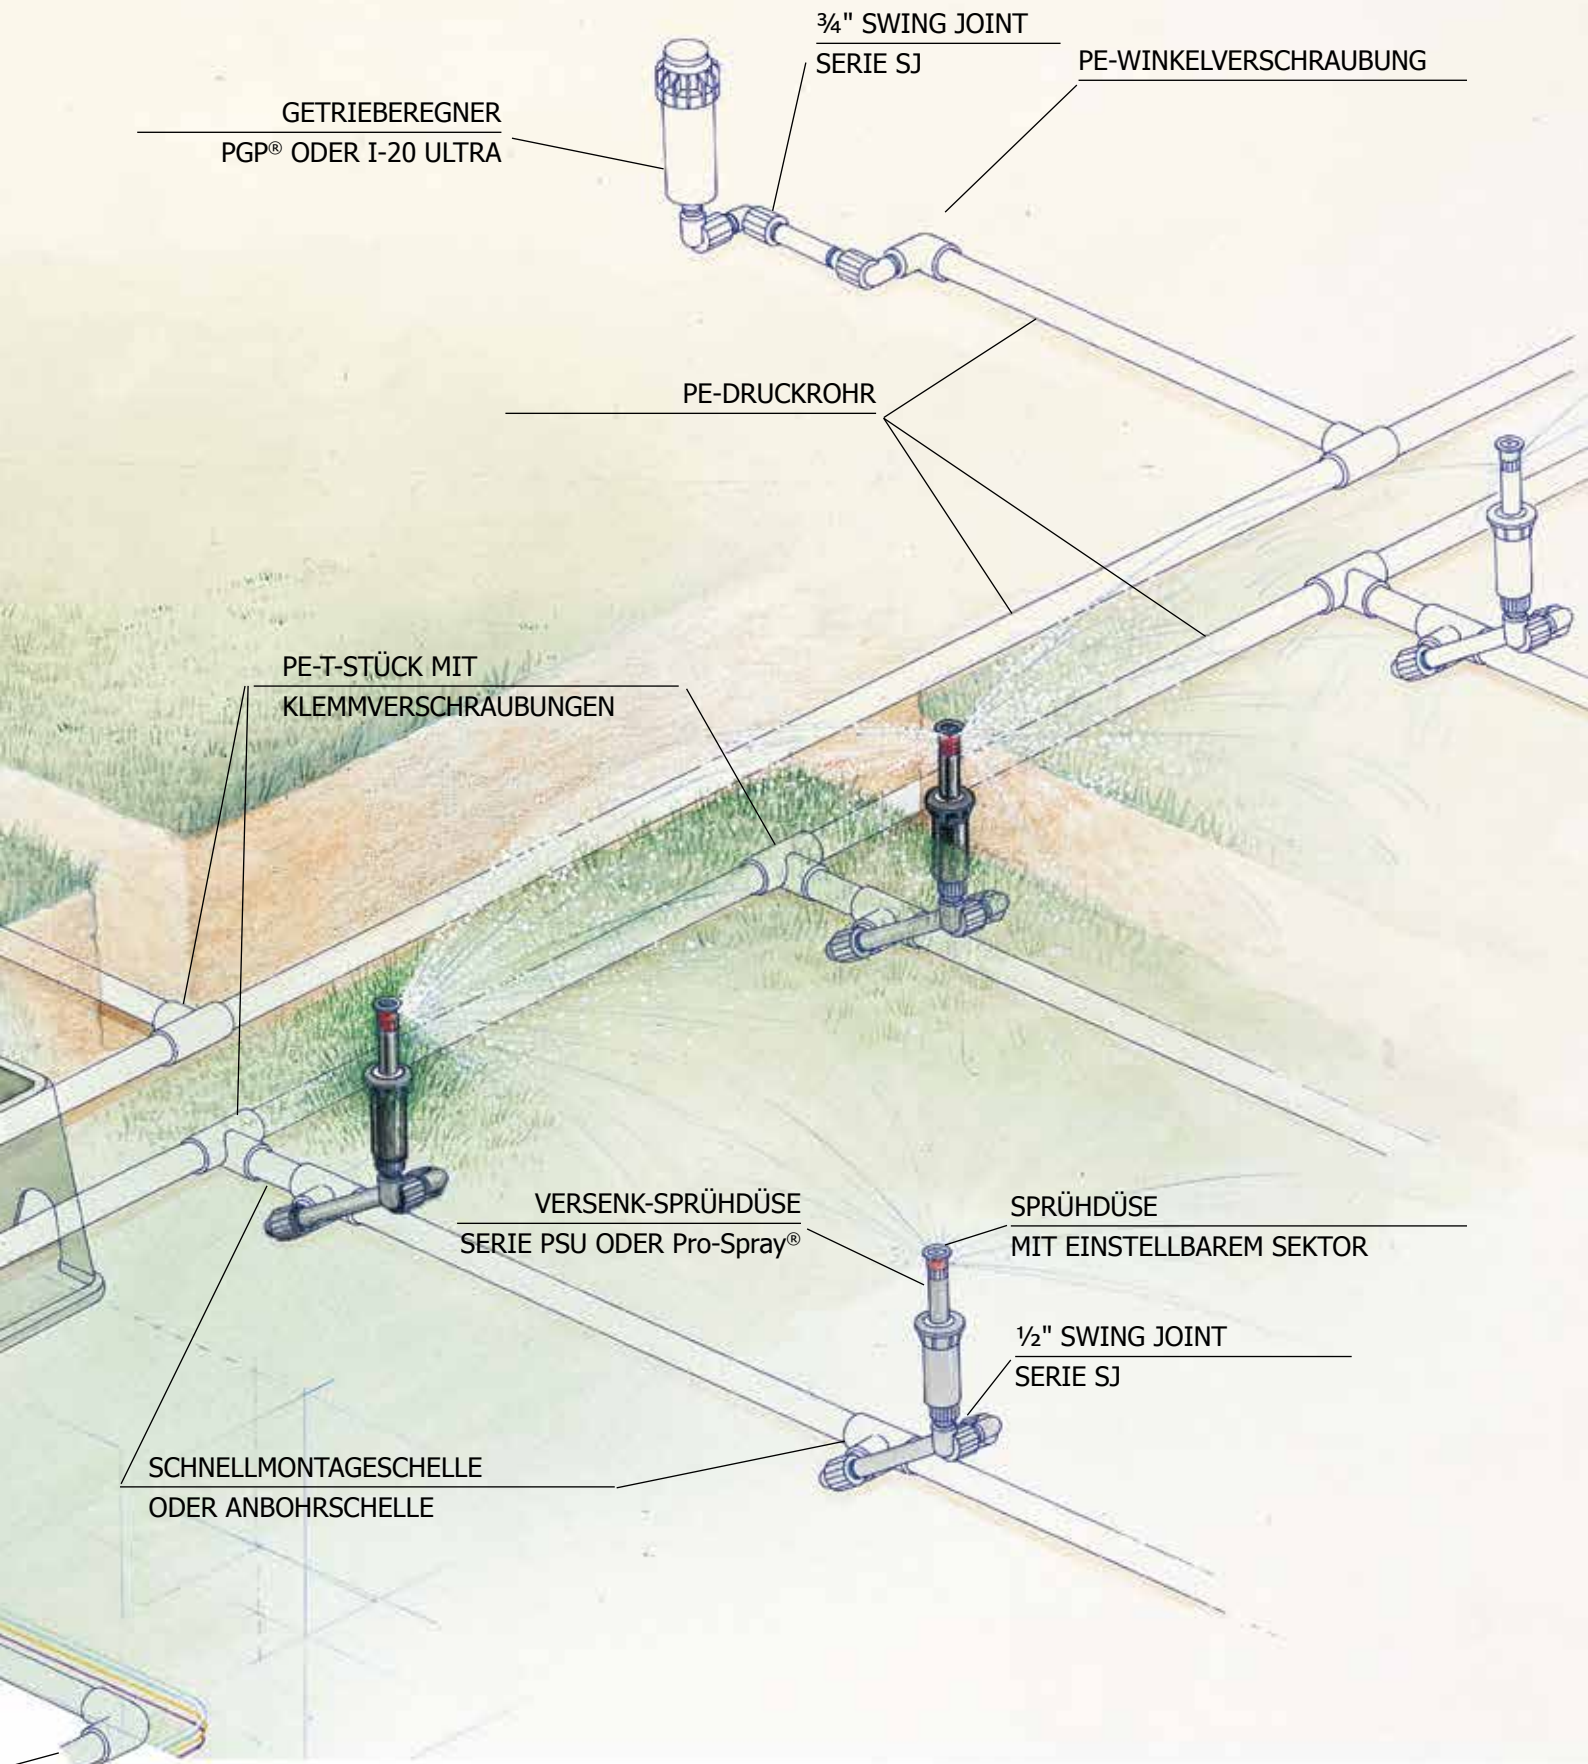 ¾" SWING JOINT
SERIE SJ
PE-WINKELVERSCHRAUBUNG
GETRIEBEREGNER
PGP® ODER I-20 ULTRA
PE-DRUCKROHR
PE-T-STÜCK MIT
KLEMMVERSCHRAUBUNGEN
VERSENK-SPRÜHDÜSE
SERIE PSU ODER Pro-Spray®
SPRÜHDÜSE
MIT EINSTELLBAREM SEKTOR
½" SWING JOINT
SERIE SJ
SCHNELLMONTAGESCHELLE
ODER ANBOHRSCHELLE